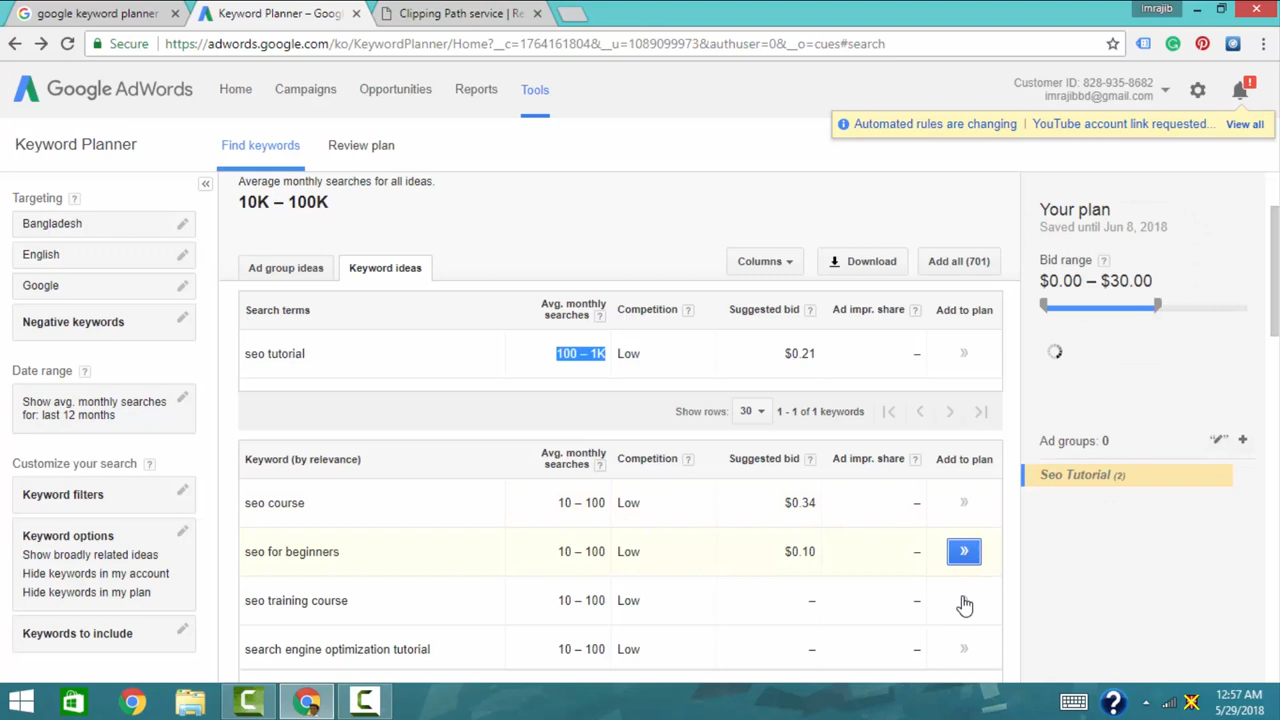 google keyword planner
Keyword Planner – Goog
Clipping Path service | Re
Imrajib
Secure
https://adwords.google.com/ko/KeywordPlanner/Home?__c=1764161804&__u=1089099973&authuser=0&__o=cues#search
Google AdWords
Home
Campaigns
Opportunities
Reports
Tools
Customer ID: 828-935-8682
imrajibbd@gmail.com
Automated rules are changing
YouTube account link requested...
View all
Keyword Planner
Find keywords
Review plan
Targeting ?
Bangladesh
English
Google
Negative keywords
Date range ?
Show avg. monthly searches
for: last 12 months
Customize your search ?
Keyword filters
Keyword options
Show broadly related ideas
Hide keywords in my account
Hide keywords in my plan
Keywords to include
Average monthly searches for all ideas.
10K – 100K
Ad group ideas
Keyword ideas
Columns
Download
Add all (701)
Search terms
Avg. monthly
searches ?
Competition ?
Suggested bid ?
Ad impr. share ?
Add to plan
seo tutorial 100 – 1K Low $0.21 – »
Show rows: 30 1 - 1 of 1 keywords
Keyword (by relevance)
Avg. monthly
searches ?
Competition ?
Suggested bid ?
Ad impr. share ?
Add to plan
seo course 10 – 100 Low $0.34 – »
seo for beginners 10 – 100 Low $0.10 – »
seo training course 10 – 100 Low – –
search engine optimization tutorial 10 – 100 Low – – »
Your plan
Saved until Jun 8, 2018
Bid range ?
$0.00 – $30.00
Ad groups: 0
Seo Tutorial (2)
12:57 AM
5/29/2018